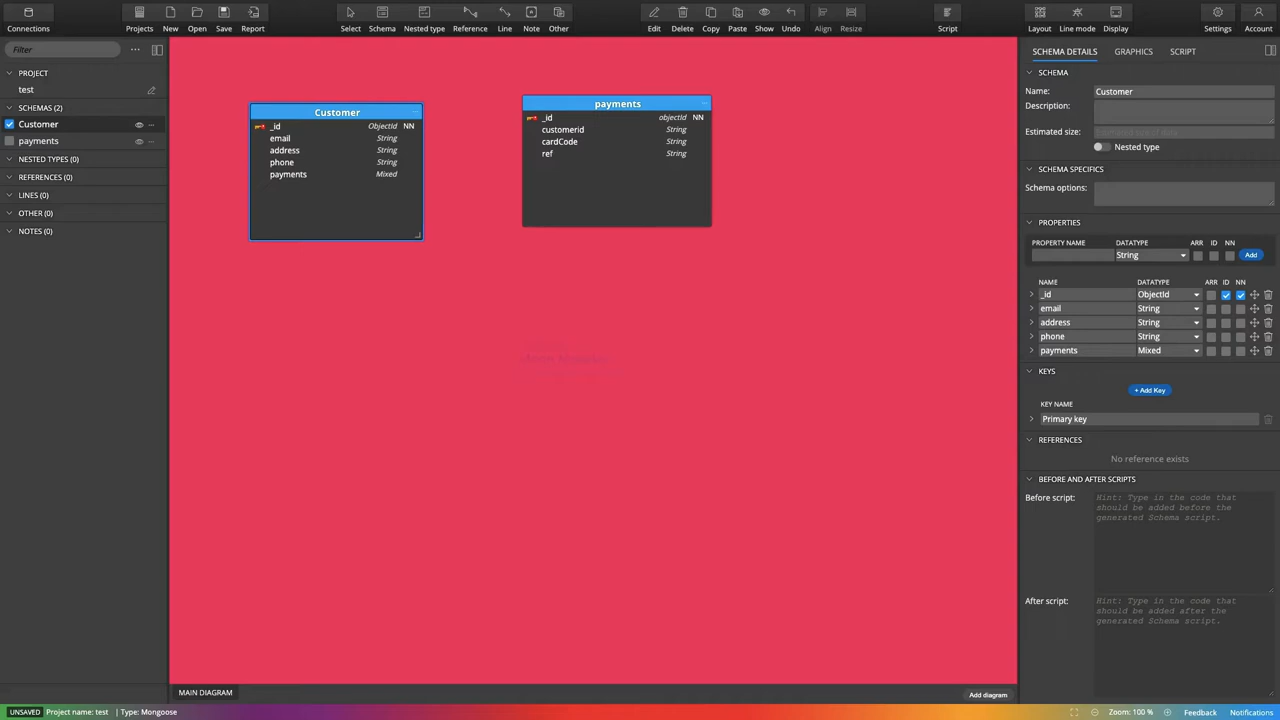 Connections Projects New Open Save Report Select Schema Nested type Reference Line Note Other Edit Delete Copy Paste Show Undo Align Resize Script Layout Line mode Display Settings Account
Filter ...
PROJECT
test
SCHEMAS (2)
Customer ...
payments ...
NESTED TYPES (0)
REFERENCES (0)
LINES (0)
OTHER (0)
NOTES (0)
Customer
_id ObjectId NN
email String
address String
phone String
payments Mixed
payments
_id objectId NN
customerid String
cardCode String
ref String
MAIN DIAGRAM
Add diagram
SCHEMA DETAILS GRAPHICS SCRIPT
SCHEMA
Name: Customer
Description:
Estimated size: Estimated size of data
Nested type
SCHEMA SPECIFICS
Schema options:
PROPERTIES
PROPERTY NAME DATATYPE ARR ID NN
String Add
NAME DATATYPE ARR ID NN
_id ObjectId
email String
address String
phone String
payments Mixed
KEYS
+ Add Key
KEY NAME
Primary key
REFERENCES
No reference exists
BEFORE AND AFTER SCRIPTS
Before script: Hint: Type in the code that
should be added before the
generated Schema script.
After script: Hint: Type in the code that
should be added after the
generated Schema script.
UNSAVED Project name: test | Type: Mongoose
Zoom: 100 % Feedback Notifications